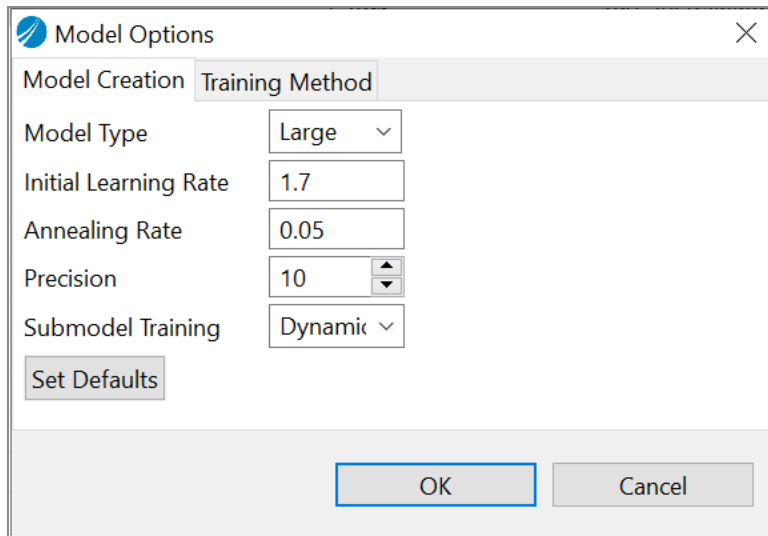 Model Options
Model Creation Training Method
Model Type Large
Initial Learning Rate 1.7
Annealing Rate 0.05
Precision 10
Submodel Training Dynamic
Set Defaults
OK Cancel